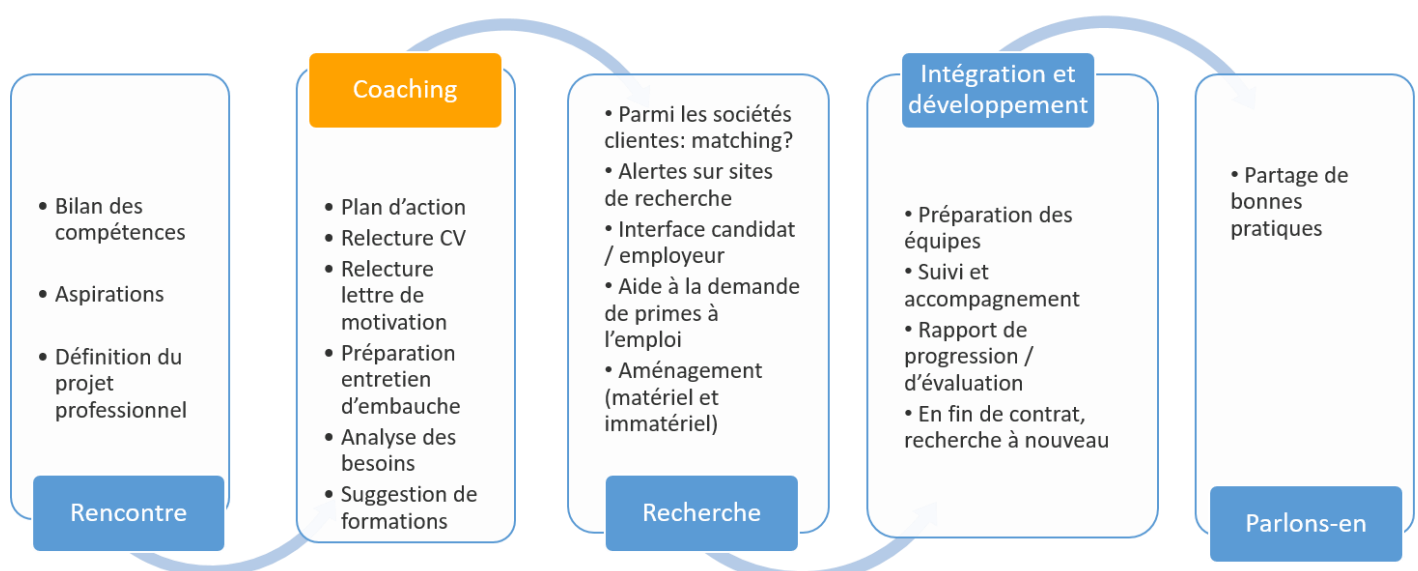 • Bilan des
compétences
• Aspirations
• Définition du
projet
professionnel
Rencontre
Coaching
• Plan d’action
• Relecture CV
• Relecture
lettre de
motivation
• Préparation
entretien
d’embauche
• Analyse des
besoins
• Suggestion de
formations
• Parmi les sociétés
clientes: matching?
• Alertes sur sites
de recherche
• Interface candidat
/ employeur
• Aide à la demande
de primes à
l’emploi
• Aménagement
(matériel et
immatériel)
Recherche
Intégration et
développement
• Préparation des
équipes
• Suivi et
accompagnement
• Rapport de
progression /
d’évaluation
• En fin de contrat,
recherche à nouveau
• Partage de
bonnes
pratiques
Parlons-en